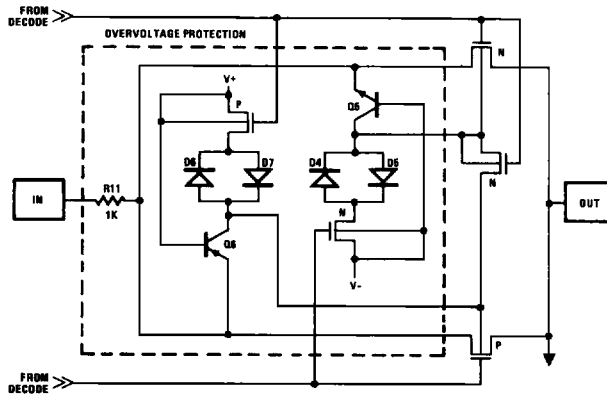 FROM
DECODE
OVERVOLTAGE PROTECTION
N
V+
P
Q5
D6
D7
D4
D5
N
R11
IN
1K
N
OUT
Q6
V-
P
FROM
DECODE